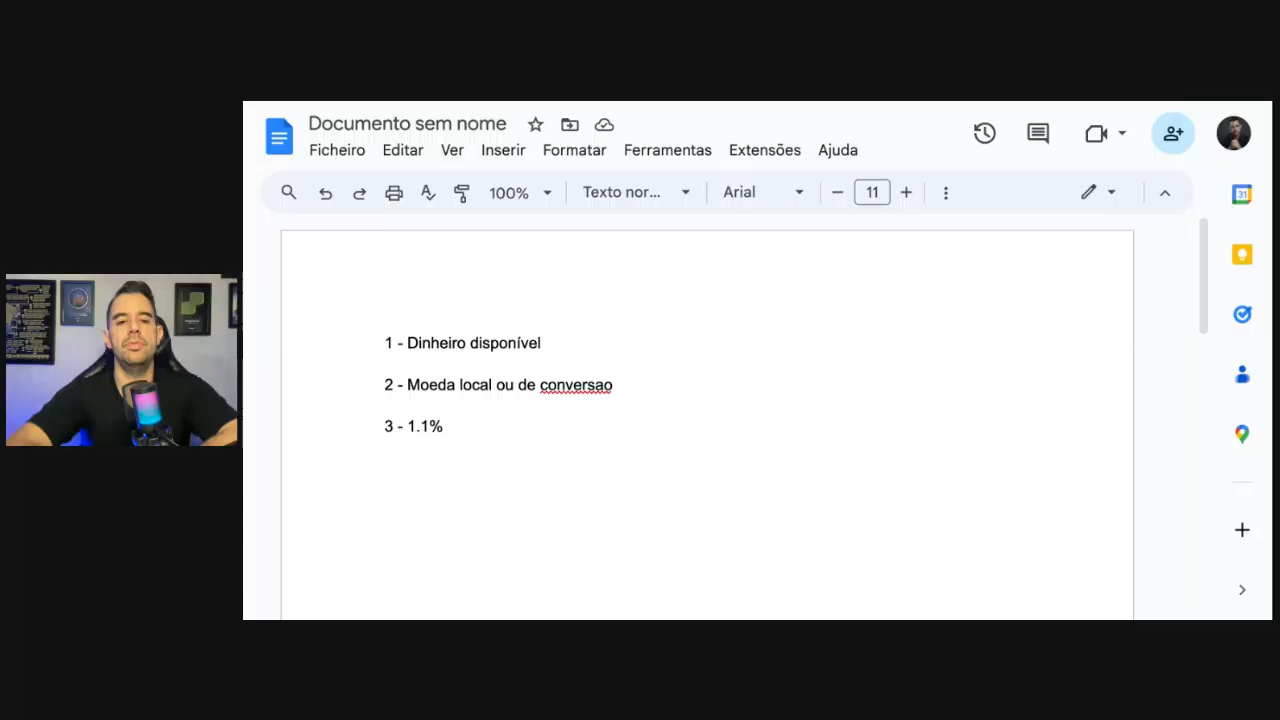 Documento sem nome
Ficheiro Editar Ver Inserir Formatar Ferramentas Extensões Ajuda
100% Texto nor... Arial 11
31
1 - Dinheiro disponível
2 - Moeda local ou de conversao
3 - 1.1%